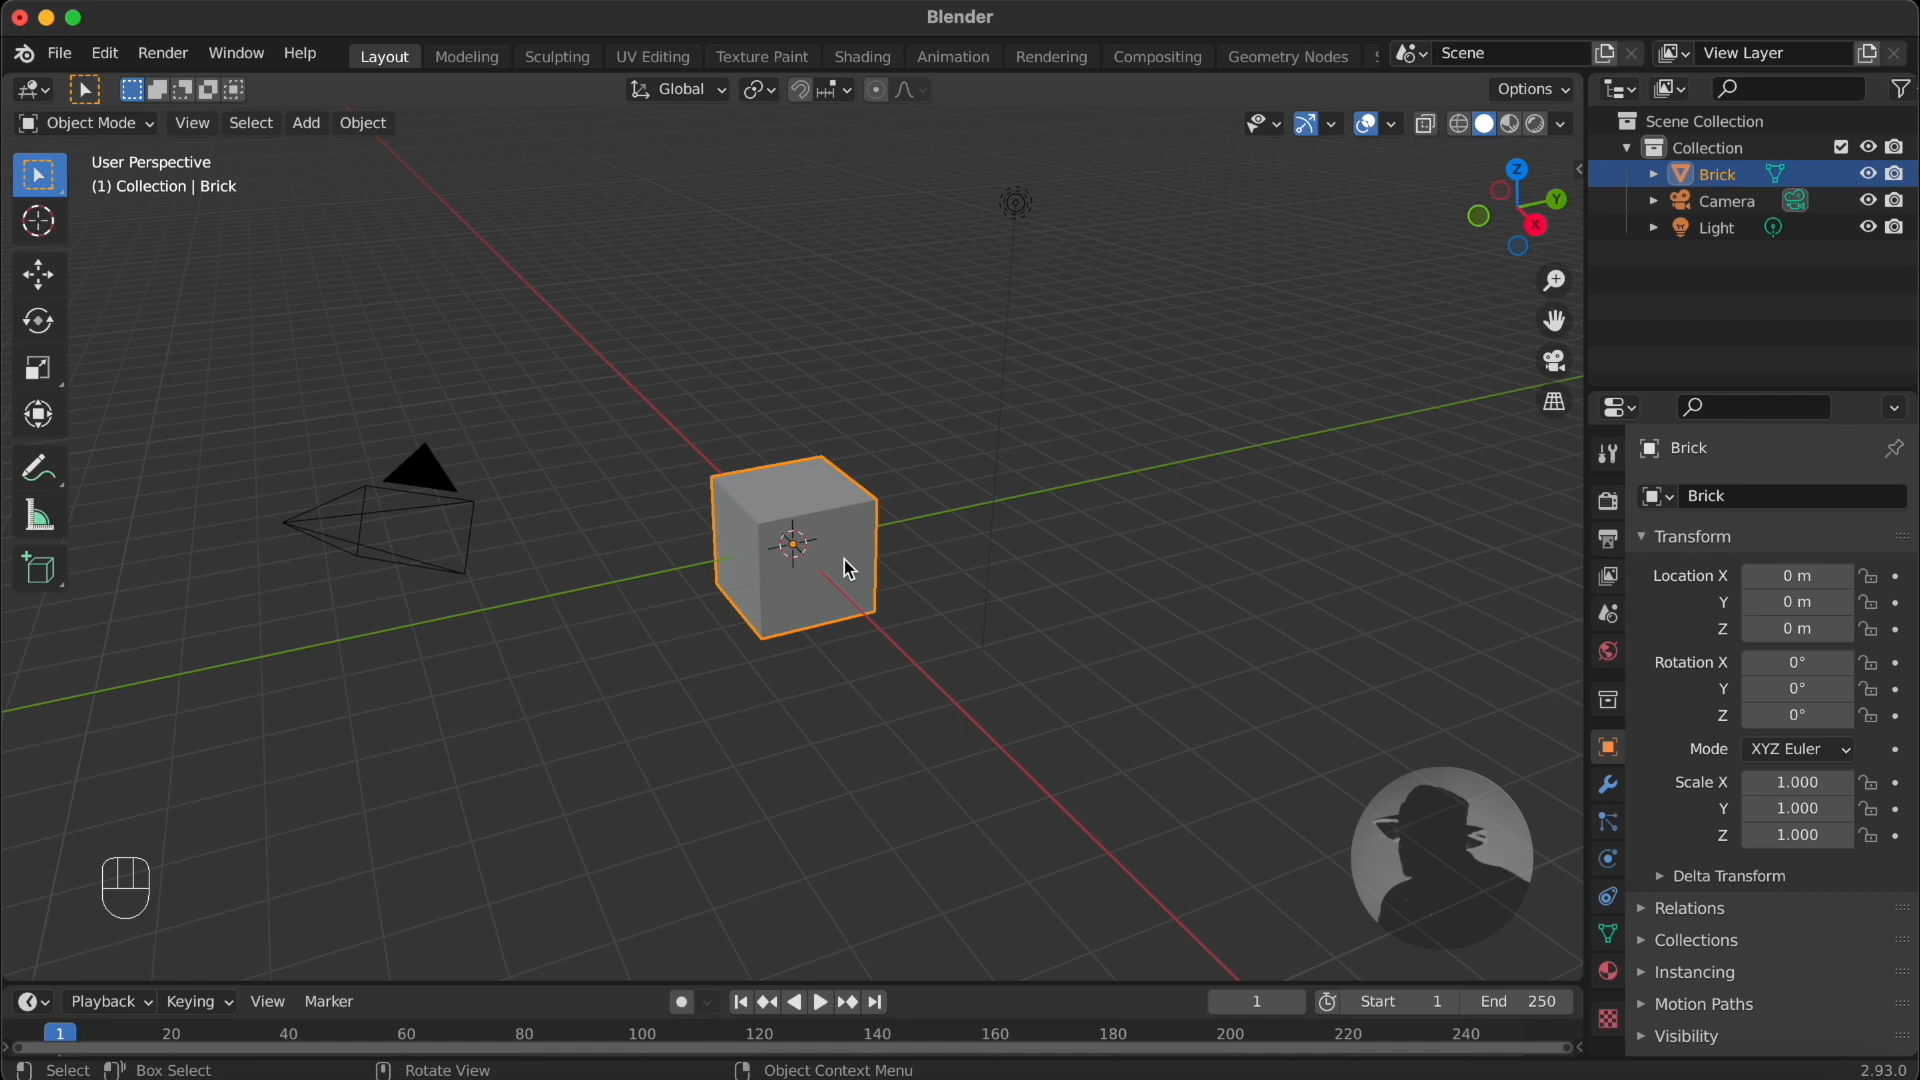 Blender
File Edit Render Window Help Layout Modeling Sculpting UV Editing Texture Paint Shading Animation Rendering Compositing Geometry Nodes Scene View Layer
Global Options
Object Mode View Select Add Object
User Perspective
(1) Collection | Brick
Z
Y
X
Scene Collection
Collection
Brick
Camera
Light
Brick
Brick
Transform
Location X 0 m
Y 0 m
Z 0 m
Rotation X 0°
Y 0°
Z 0°
Mode XYZ Euler
Scale X 1.000
Y 1.000
Z 1.000
Delta Transform
Relations
Collections
Instancing
Motion Paths
Visibility
Playback Keying View Marker 1 Start 1 End 250
1 20 40 60 80 100 120 140 160 180 200 220 240
Select Box Select Rotate View Object Context Menu 2.93.0